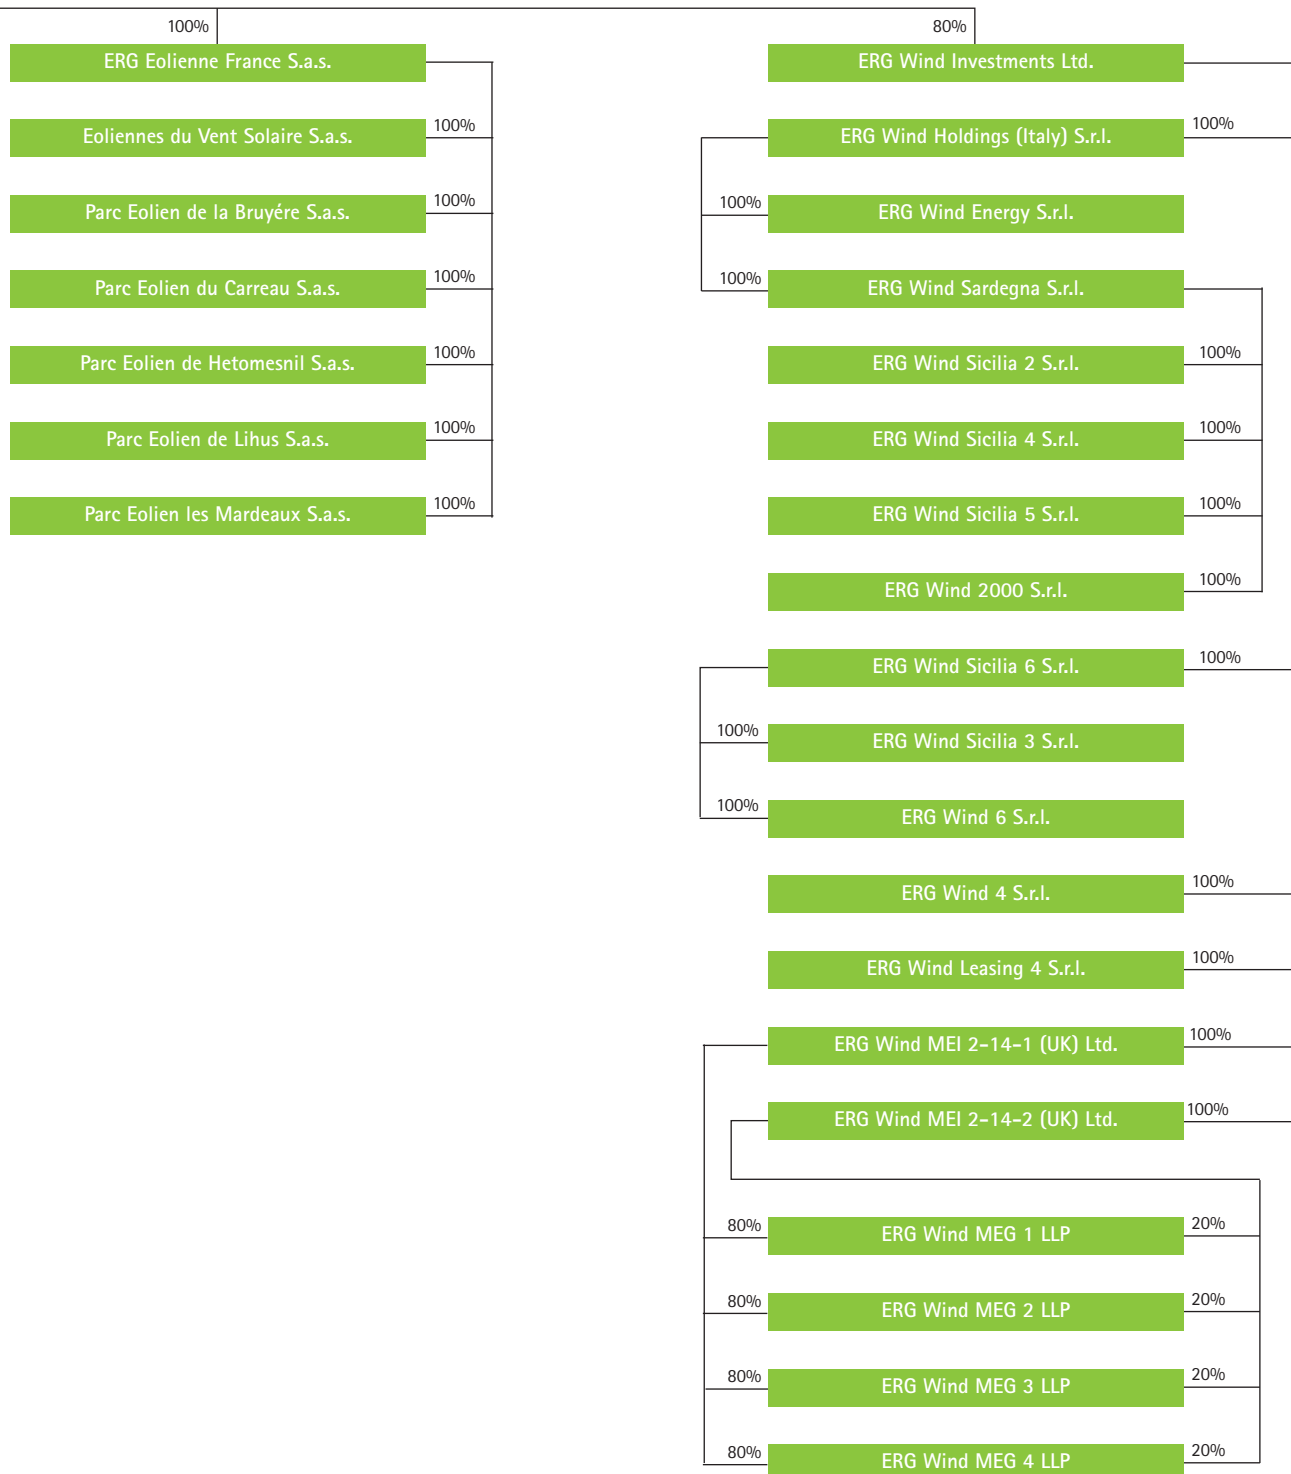 100%
ERG Eolienne France S.a.s.
Eoliennes du Vent Solaire S.a.s.
100%
Parc Eolien de la Bruyére S.a.s.
100%
Parc Eolien du Carreau S.a.s.
100%
Parc Eolien de Hetomesnil S.a.s.
100%
Parc Eolien de Lihus S.a.s.
100%
Parc Eolien les Mardeaux S.a.s.
100%
80%
ERG Wind Investments Ltd.
ERG Wind Holdings (Italy) S.r.l.
100%
100%
ERG Wind Energy S.r.l.
100%
ERG Wind Sardegna S.r.l.
ERG Wind Sicilia 2 S.r.l.
100%
ERG Wind Sicilia 4 S.r.l.
100%
ERG Wind Sicilia 5 S.r.l.
100%
ERG Wind 2000 S.r.l.
100%
ERG Wind Sicilia 6 S.r.l.
100%
100%
ERG Wind Sicilia 3 S.r.l.
100%
ERG Wind 6 S.r.l.
ERG Wind 4 S.r.l.
100%
ERG Wind Leasing 4 S.r.l.
100%
ERG Wind MEI 2-14-1 (UK) Ltd.
100%
ERG Wind MEI 2-14-2 (UK) Ltd.
100%
80%
ERG Wind MEG 1 LLP
20%
80%
ERG Wind MEG 2 LLP
20%
80%
ERG Wind MEG 3 LLP
20%
80%
ERG Wind MEG 4 LLP
20%